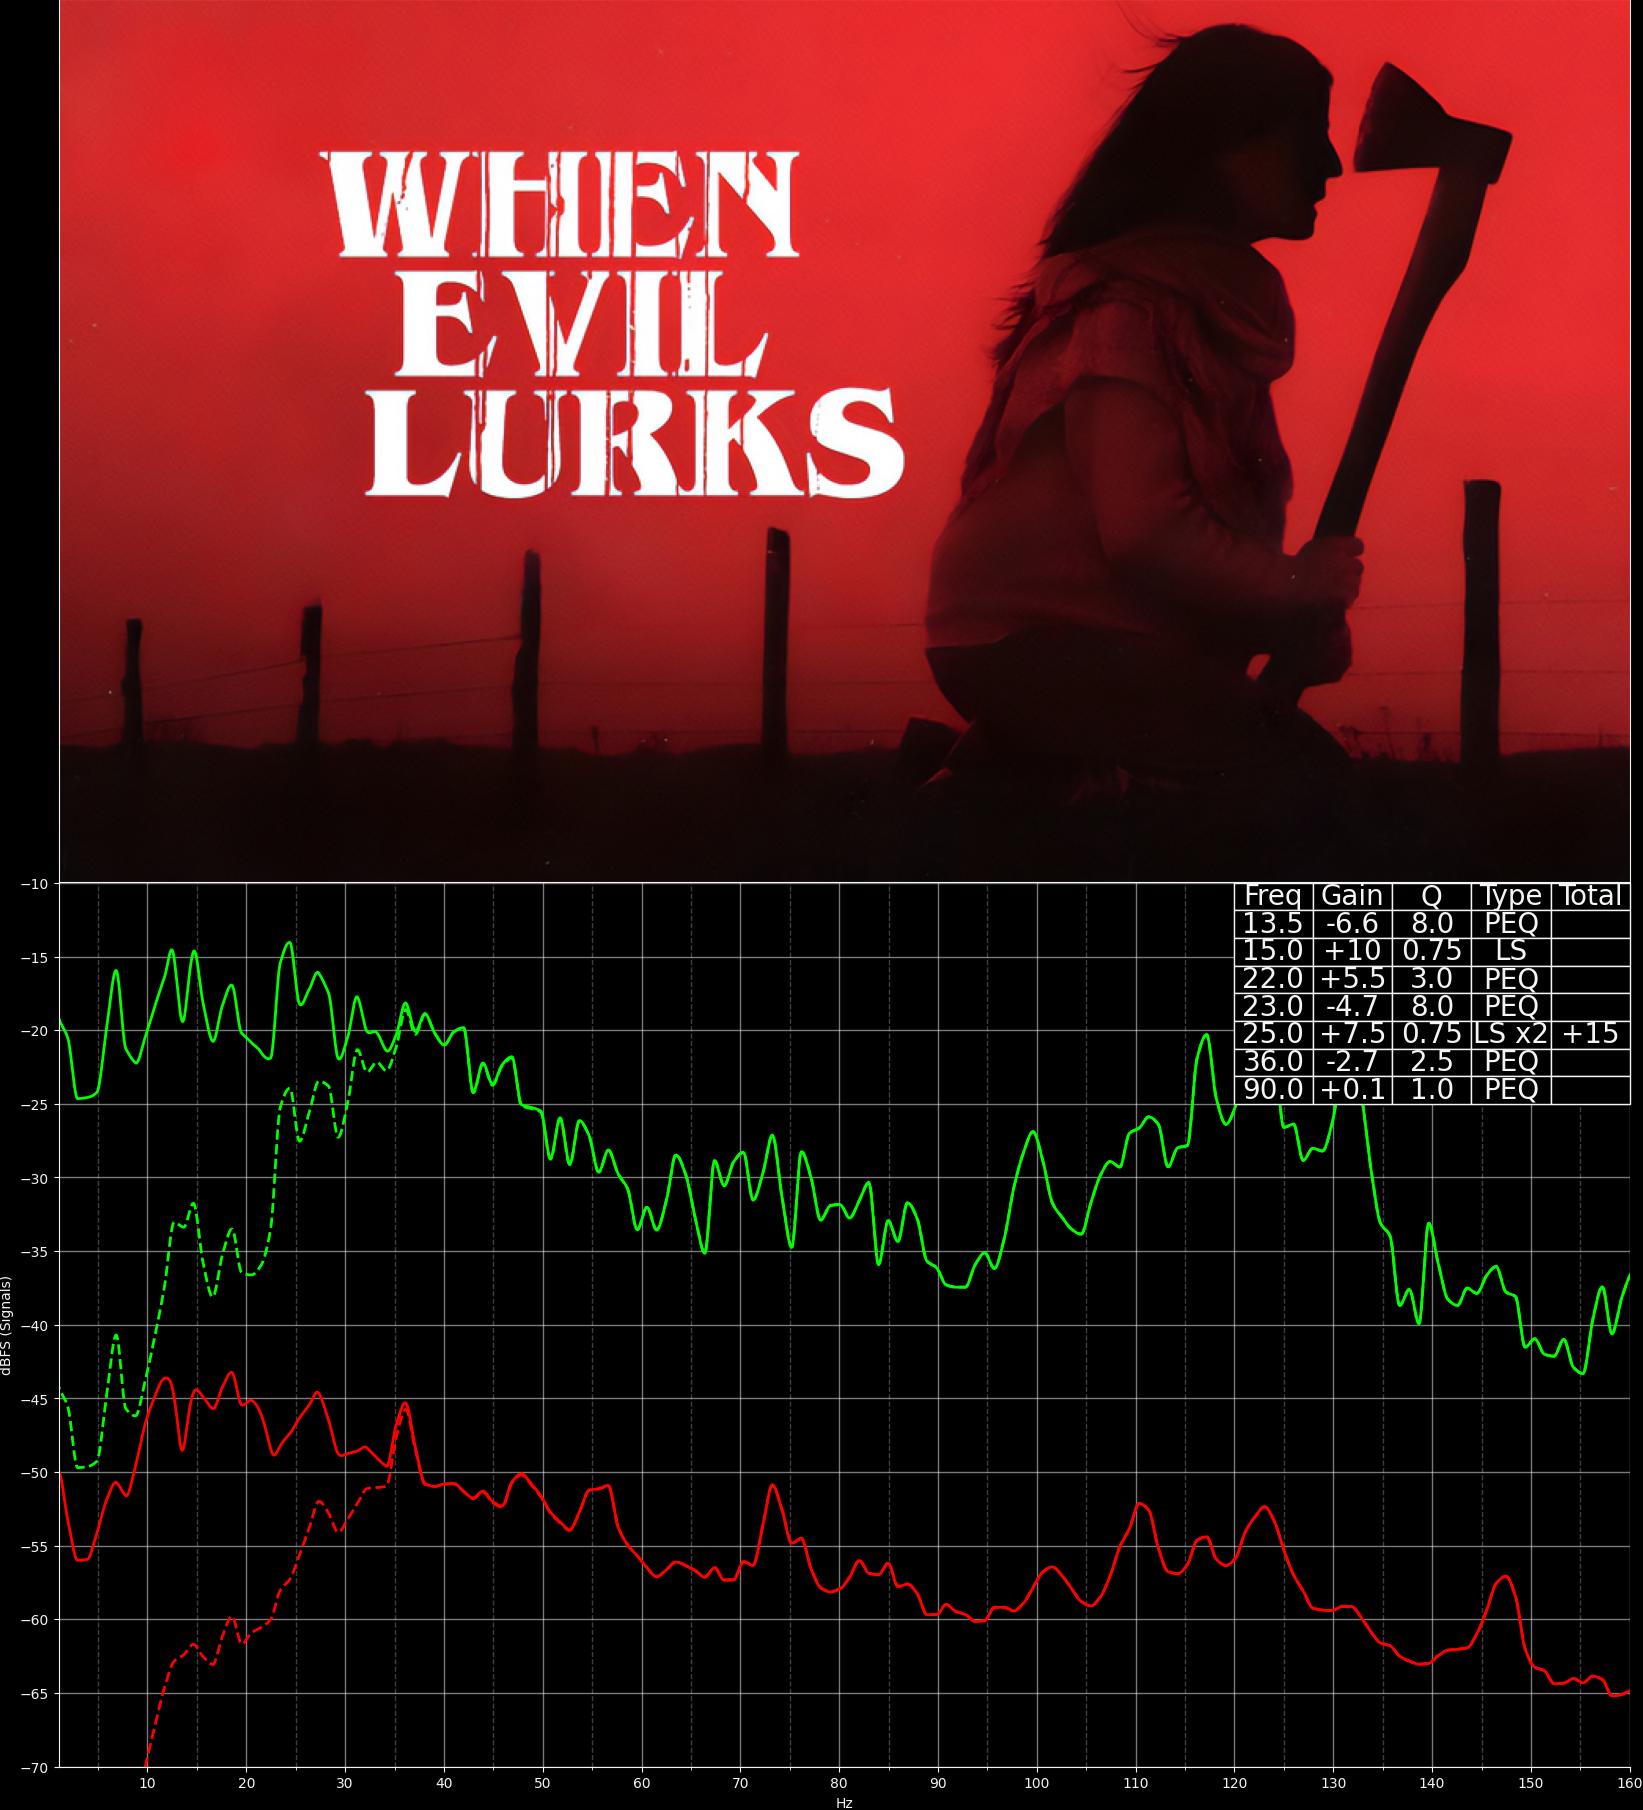 WHEN
EVIL
LURKS
Freq Gain Q Type Total
13.5 -6.6 8.0 PEQ
15.0 +10 0.75 LS
22.0 +5.5 3.0 PEQ
23.0 -4.7 8.0 PEQ
25.0 +7.5 0.75 LS x2 +15
36.0 -2.7 2.5 PEQ
90.0 +0.1 1.0 PEQ
−10
−15
−20
−25
−30
−35
−40
−45
−50
−55
−60
−65
−70
dBFS (Signals)
10 20 30 40 50 60 70 80 90 100 110 120 130 140 150 160
Hz